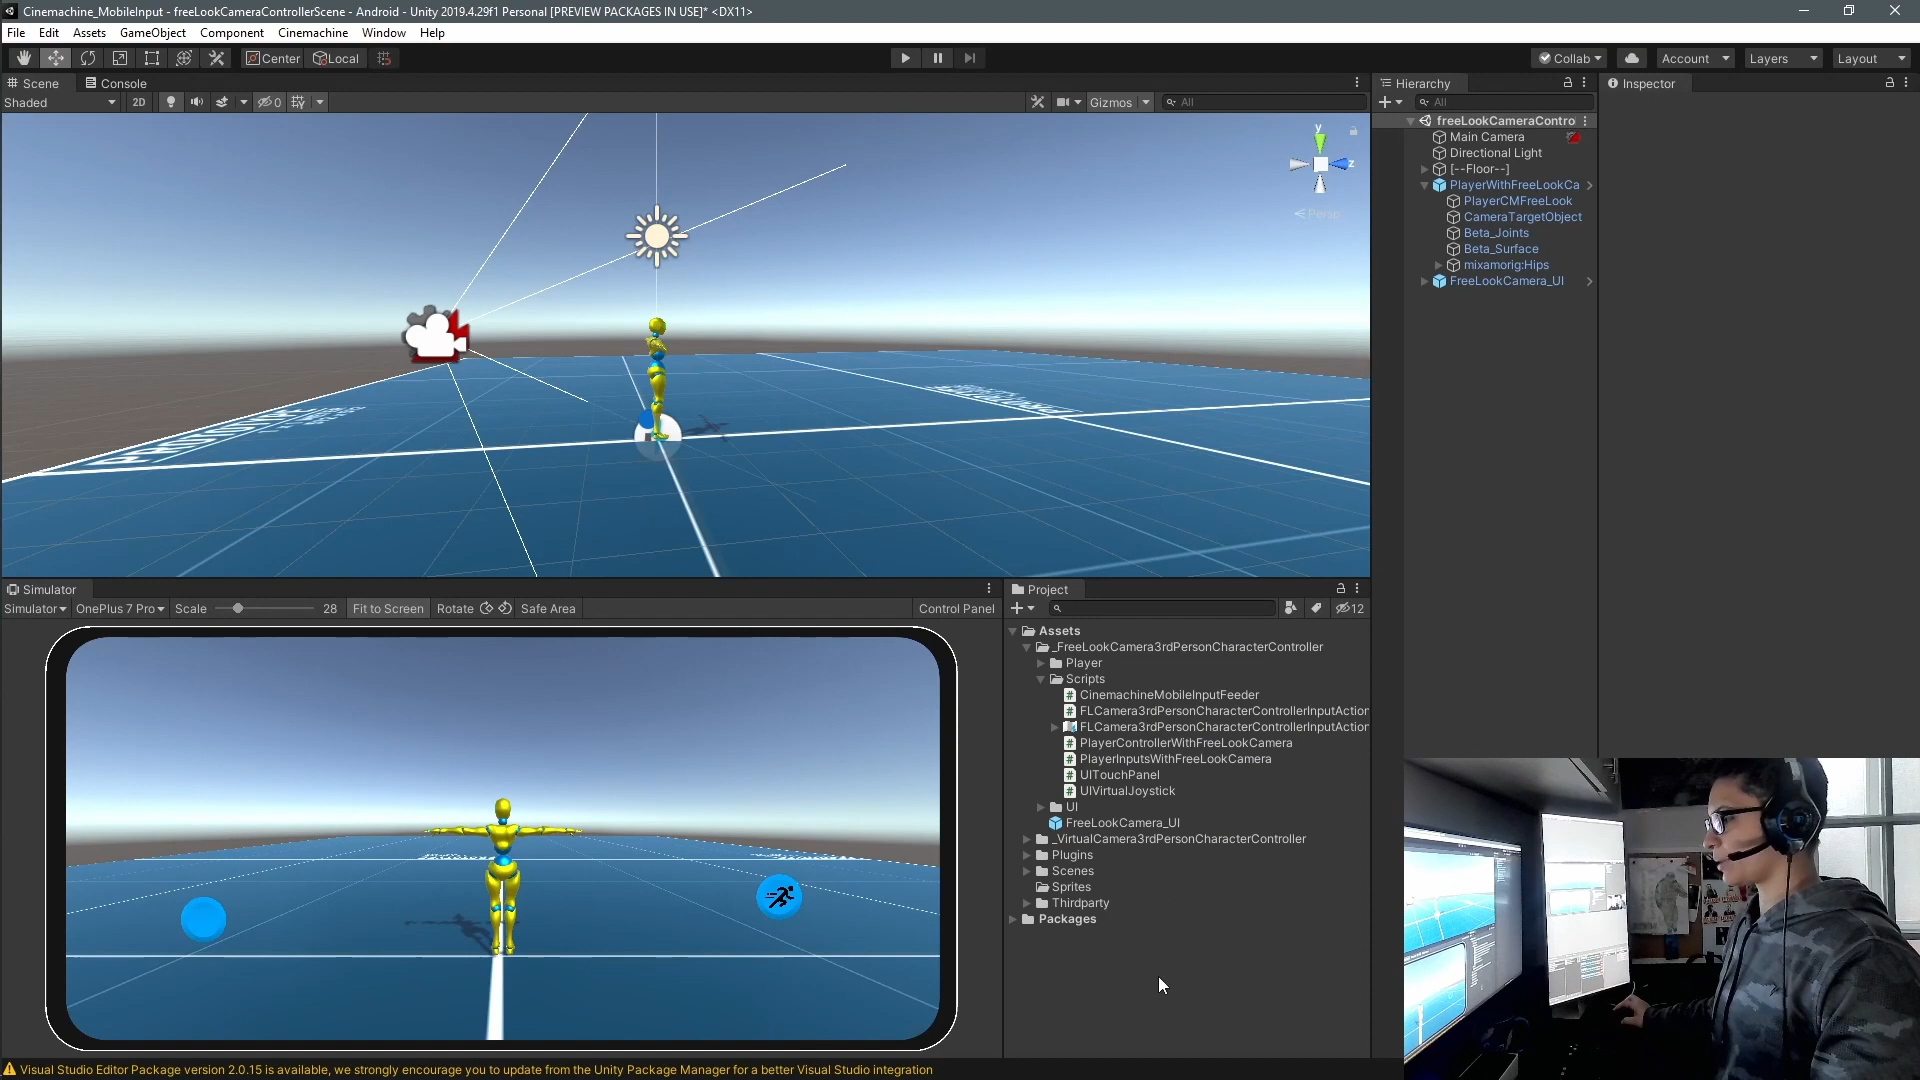 Cinemachine_MobileInput - freeLookCameraControllerScene - Android - Unity 2019.4.29f1 Personal [PREVIEW PACKAGES IN USE]* <DX11>
File Edit Assets GameObject Component Cinemachine Window Help
Center Local Collab Account Layers Layout
Scene Console
Shaded 2D 0 Gizmos All
y
z
Persp
Hierarchy
All
freeLookCameraContro
Main Camera
Directional Light
[--Floor--]
PlayerWithFreeLookCa
PlayerCMFreeLook
CameraTargetObject
Beta_Joints
Beta_Surface
mixamorig:Hips
FreeLookCamera_UI
Inspector
Simulator
Simulator OnePlus 7 Pro Scale 28 Fit to Screen Rotate Safe Area Control Panel
Project
12
Assets
_FreeLookCamera3rdPersonCharacterController
Player
Scripts
CinemachineMobileInputFeeder
FLCamera3rdPersonCharacterControllerInputAction
FLCamera3rdPersonCharacterControllerInputAction
PlayerControllerWithFreeLookCamera
PlayerInputsWithFreeLookCamera
UITouchPanel
UIVirtualJoystick
UI
FreeLookCamera_UI
_VirtualCamera3rdPersonCharacterController
Plugins
Scenes
Sprites
Thirdparty
Packages
Visual Studio Editor Package version 2.0.15 is available, we strongly encourage you to update from the Unity Package Manager for a better Visual Studio integration